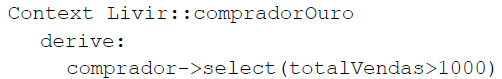 Context Livir::compradorOuro
derive:
comprador->select(totalVendas>1000)